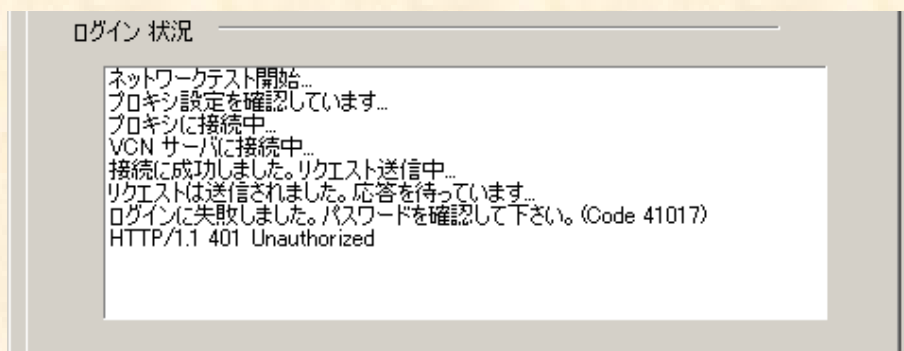 ログイン 状況
ネットワークテスト開始...
プロキシ設定を確認しています...
プロキシに接続中...
VCN サーバに接続中...
接続に成功しました。リクエスト送信中...
リクエストは送信されました。応答を待っています...
ログインに失敗しました。パスワードを確認して下さい。(Code 41017)
HTTP/1.1 401 Unauthorized